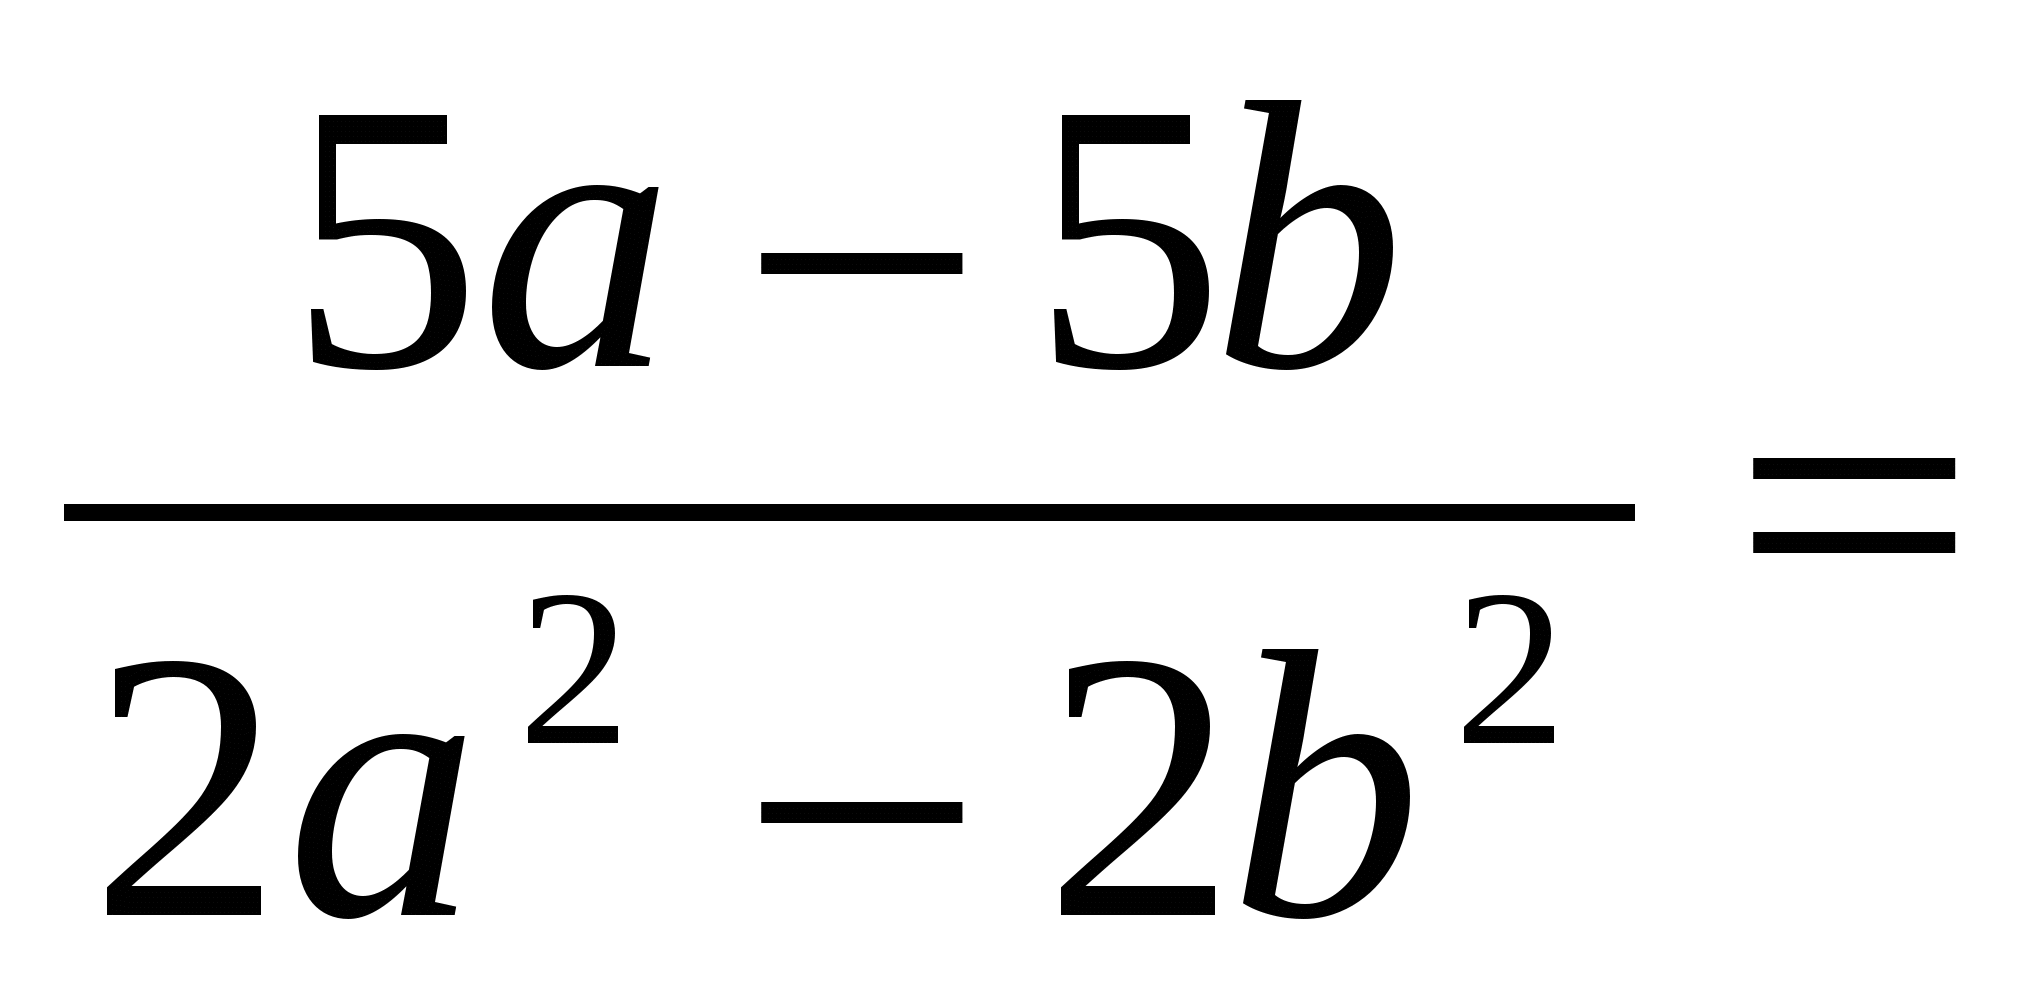 5a − 5b
=
2a² − 2b²